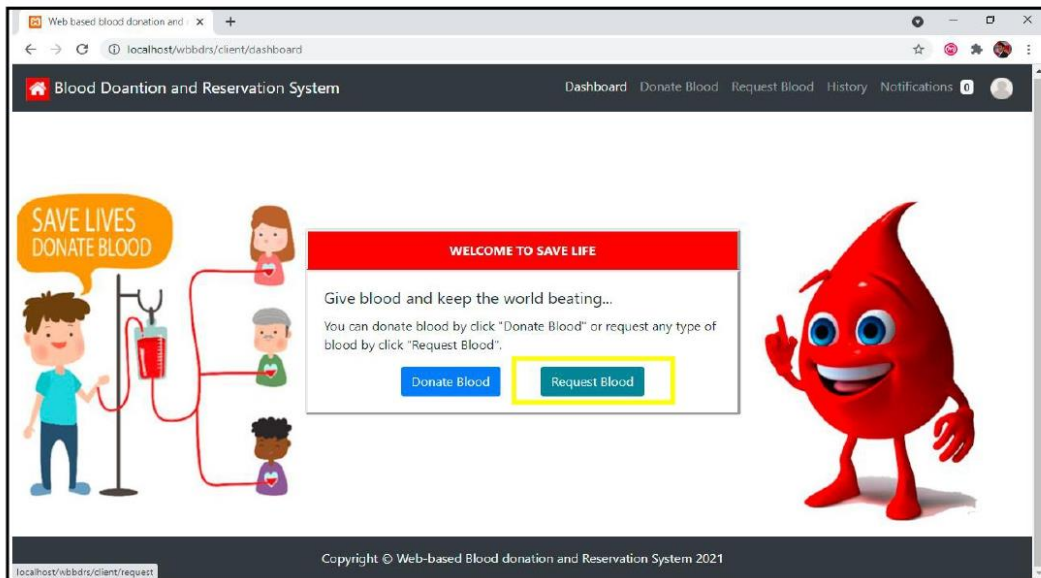 Web based blood donation and
localhost/wbbdrs/client/dashboard
Blood Doantion and Reservation System
Dashboard Donate Blood Request Blood History Notifications 0
SAVE LIVES
DONATE BLOOD
WELCOME TO SAVE LIFE
Give blood and keep the world beating...
You can donate blood by click "Donate Blood" or request any type of
blood by click "Request Blood".
Donate Blood Request Blood
Copyright © Web-based Blood donation and Reservation System 2021
localhost/wbbdrs/client/request